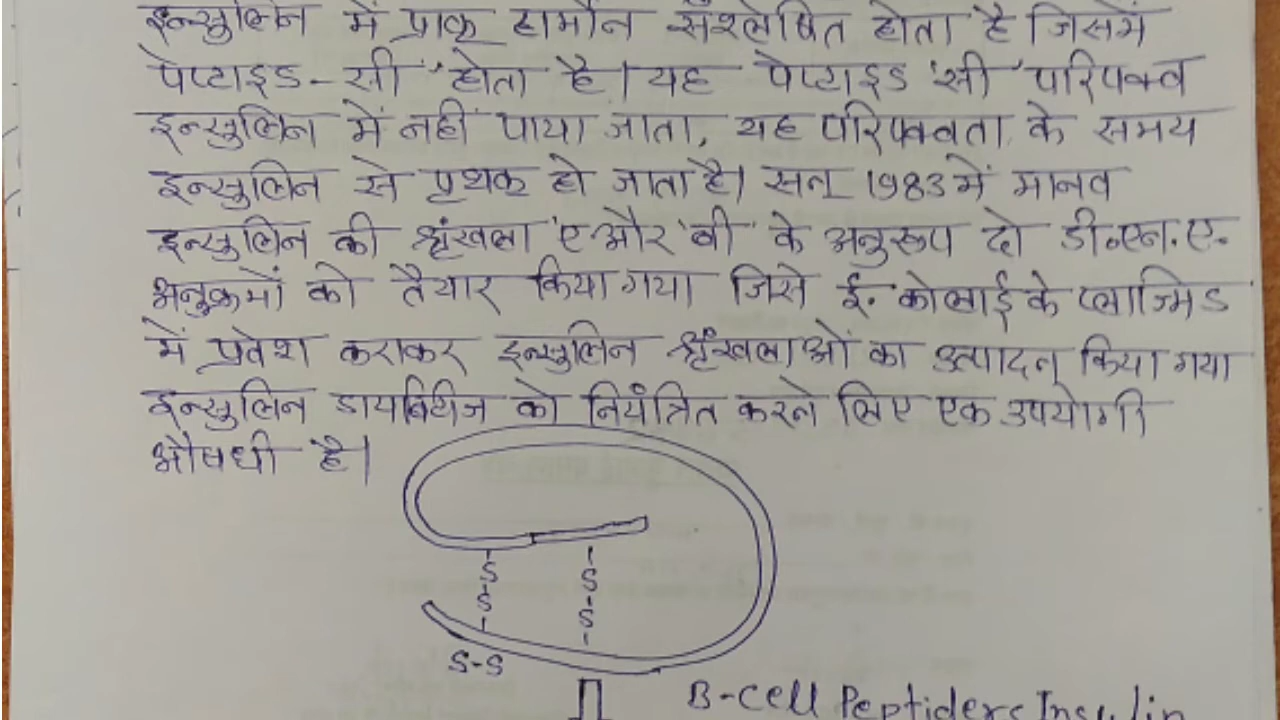 इन्सुलिन में प्राक् हार्मोन संश्लेषित होता है जिसमें
पेप्टाइड-सी 'होता है। यह पेप्टाइड 'सी' परिपक्व
इन्सुलिन में नहीं पाया जाता, यह परिपक्वता के समय
इन्सुलिन से पृथक् हो जाता है। सन् 1983 में मानव
इन्सुलिन की श्रृंखला 'ए और 'बी' के अनुरूप दो डी.एन.ए.
अनुक्रमों को तैयार किया गया जिसे ई. कोलाई के प्लाज्मिड
में प्रवेश कराकर इन्सुलिन श्रृंखलाओं का उत्पादन् किया गया
इन्सुलिन डायबिटीज को नियंत्रित करने लिए एक उपयोगी
औषधी है।
S S
S S
S-S
B-Cell Peptiders Insulin